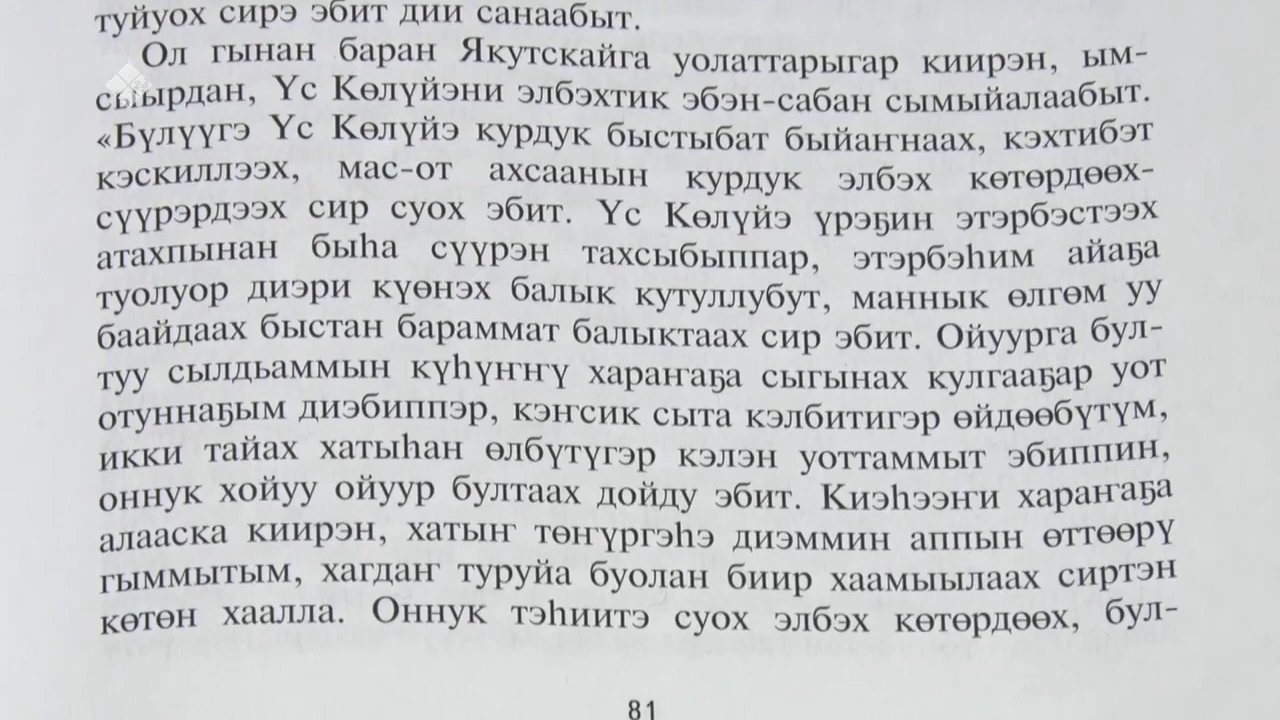 туйуох сирэ эбит дии санаабыт.
Ол гынан баран Якутскайга уолаттарыгар киирэн, ым-
сыырдан, Үс Көлүйэни элбэхтик эбэн-сабан сымыйалаабыт.
«Бүлүүгэ Үс Көлүйэ курдук быстыбат быйаҥнаах, кэхтибэт
кэскиллээх, мас-от ахсаанын курдук элбэх көтөрдөөх-
сүүрэрдээх сир суох эбит. Үс Көлүйэ үрэҕин этэрбэстээх
атахпынан быһа сүүрэн тахсыбыппар, этэрбэһим айаҕа
туолуор диэри күөнэх балык кутуллубут, маннык өлгөм уу
баайдаах быстан бараммат балыктаах сир эбит. Ойуурга бул-
туу сылдьаммын күһүҥҥү хараҥаҕа сыгынах кулгааҕар уот
отуннаҕым диэбиппэр, кэҥсик сыта кэлбитигэр өйдөөбүтүм,
икки тайах хатыһан өлбүтүгэр кэлэн уоттаммыт эбиппин,
оннук хойуу ойуур бултаах дойду эбит. Киэһээҥи хараҥаҕа
алааска киирэн, хатыҥ төҥүргэһэ диэммин аппын өттөөрү
гыммытым, хагдаҥ туруйа буолан биир хаамыылаах сиртэн
көтөн хаалла. Оннук тэһиитэ суох элбэх көтөрдөөх, бул-
81